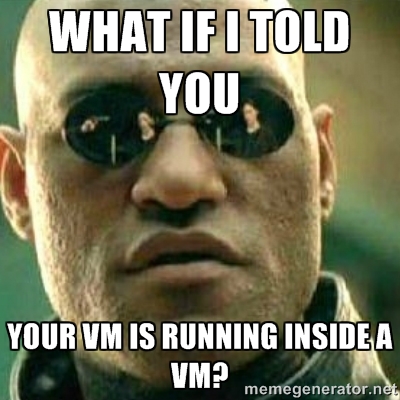 WHAT IF I TOLD
YOU
YOUR VM IS RUNNING INSIDE A
VM?
memegenerator.net